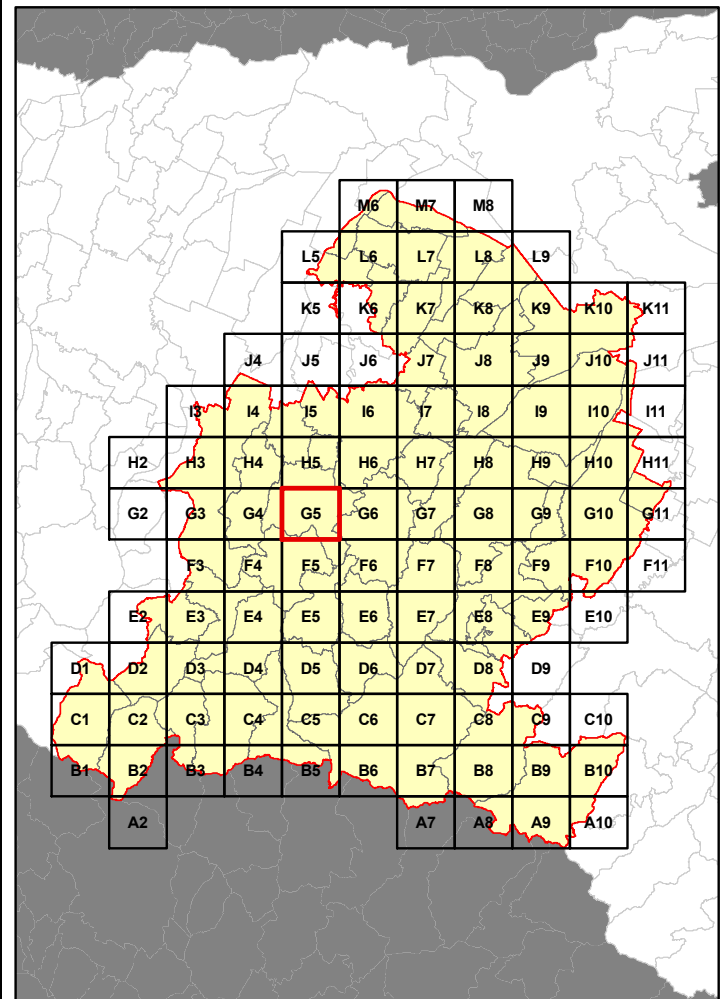 M6 M7 M8
L5 L6 L7 L8 L9
K5 K6 K7 K8 K9 K10 K11
J4 J5 J6 J7 J8 J9 J10 J11
I3 I4 I5 I6 I7 I8 I9 I10 I11
H2 H3 H4 H5 H6 H7 H8 H9 H10 H11
G2 G3 G4 G5 G6 G7 G8 G9 G10 G11
F3 F4 F5 F6 F7 F8 F9 F10 F11
E2 E3 E4 E5 E6 E7 E8 E9 E10
D1 D2 D3 D4 D5 D6 D7 D8 D9
C1 C2 C3 C4 C5 C6 C7 C8 C9 C10
B1 B2 B3 B4 B5 B6 B7 B8 B9 B10
A2 A7 A8 A9 A10